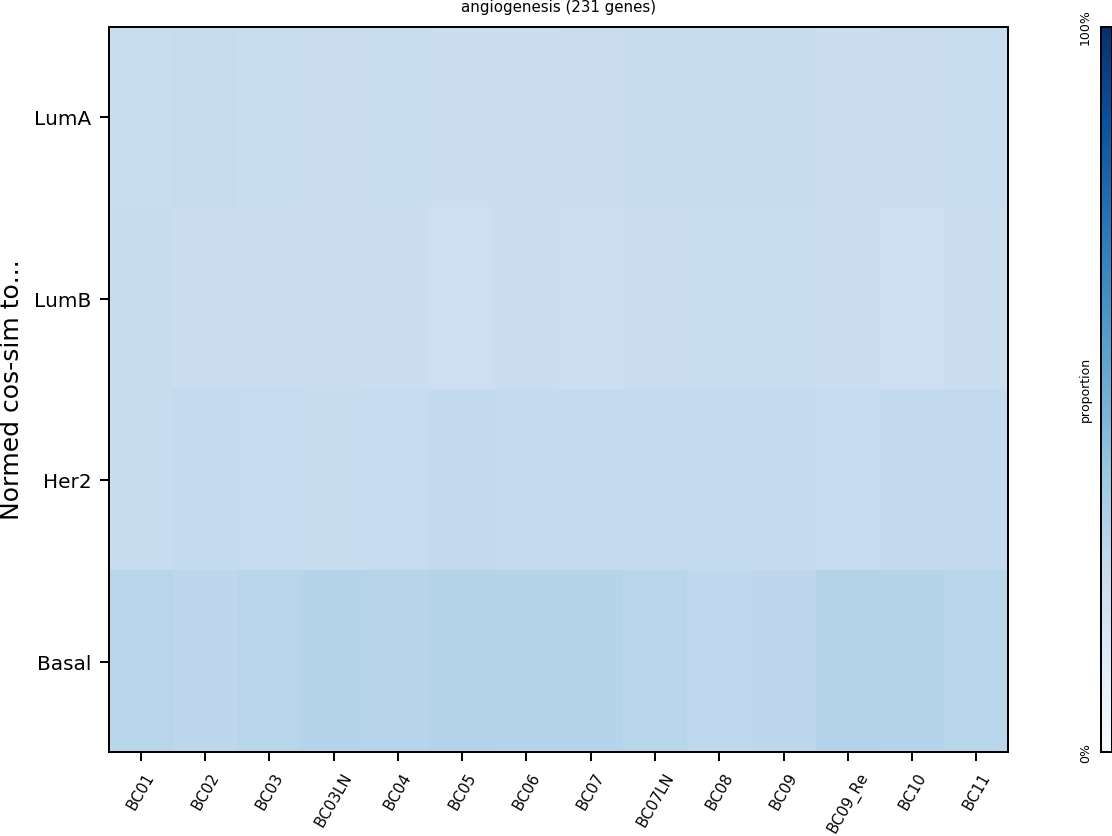 angiogenesis (231 genes)
100%
LumA
LumB
Normed cos-sim to...
proportion
Her2
Basal
0%
BC01
BC02
BC03
BC03LN
BC04
BC05
BC06
BC07
BC07LN
BC08
BC09
BC09_Re
BC10
BC11